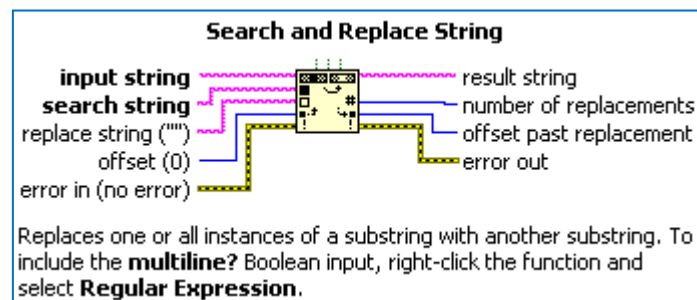 Search and Replace String
input string
search string
replace string ("")
offset (0)
error in (no error)
result string
number of replacements
offset past replacement
error out
#
Replaces one or all instances of a substring with another substring. To
include the multiline? Boolean input, right-click the function and
select Regular Expression.